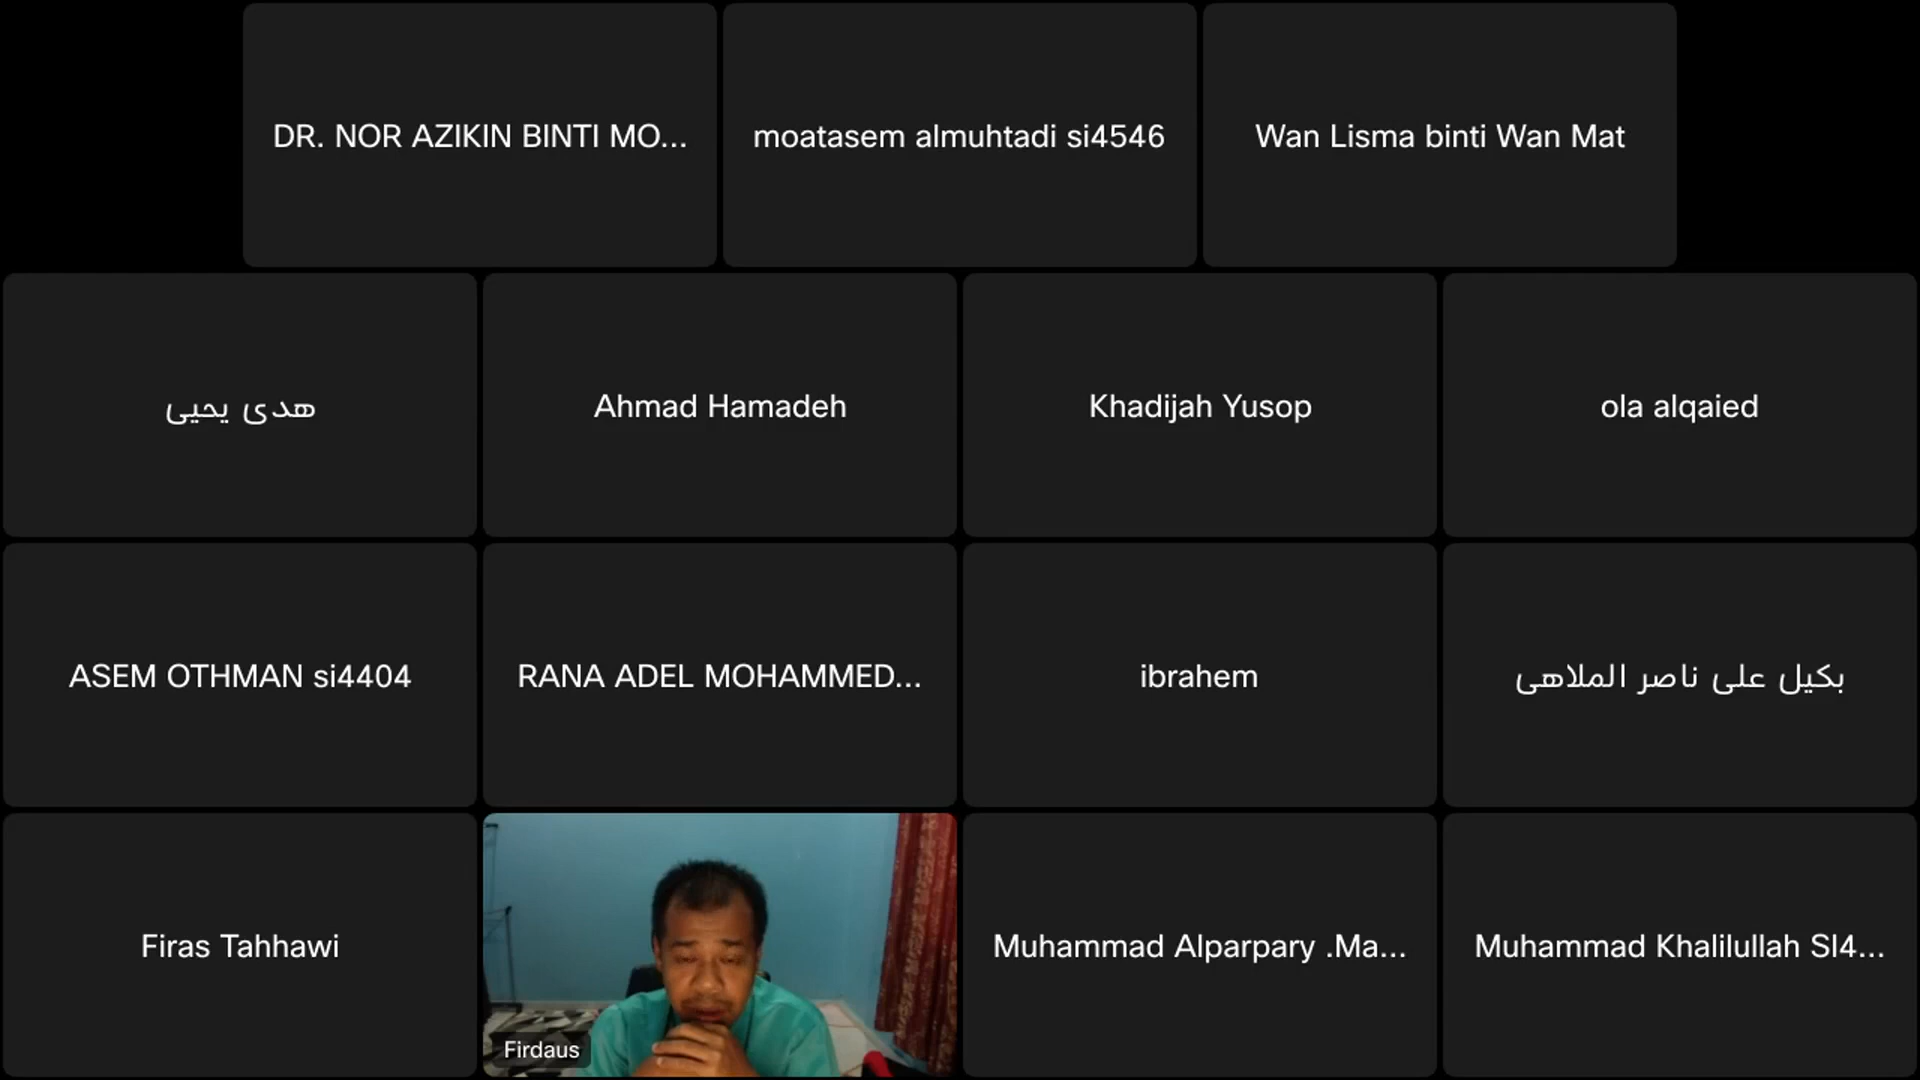 DR. NOR AZIKIN BINTI MO...
moatasem almuhtadi si4546
Wan Lisma binti Wan Mat
هدى يحيى
Ahmad Hamadeh
Khadijah Yusop
ola alqaied
ASEM OTHMAN si4404
RANA ADEL MOHAMMED...
ibrahem
بكيل على ناصر الملاهى
Firas Tahhawi
Firdaus
Muhammad Alparpary .Ma...
Muhammad Khalilullah SI4...